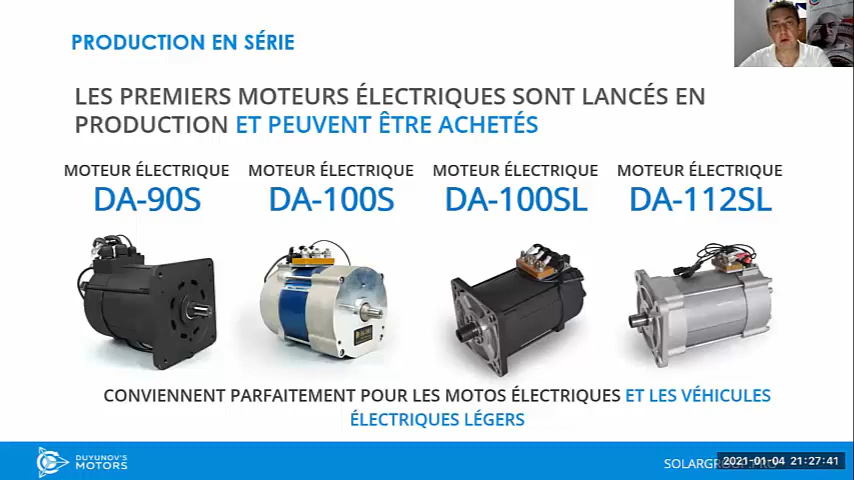 PRODUCTION EN SÉRIE
LES PREMIERS MOTEURS ÉLECTRIQUES SONT LANCÉS EN
PRODUCTION ET PEUVENT ÊTRE ACHETÉS
MOTEUR ÉLECTRIQUE
DA-90S
MOTEUR ÉLECTRIQUE
DA-100S
MOTEUR ÉLECTRIQUE
DA-100SL
MOTEUR ÉLECTRIQUE
DA-112SL
CONVIENNENT PARFAITEMENT POUR LES MOTOS ÉLECTRIQUES ET LES VÉHICULES
ÉLECTRIQUES LÉGERS
DUYUNOV'S
MOTORS
2021-01-04 21:27:41